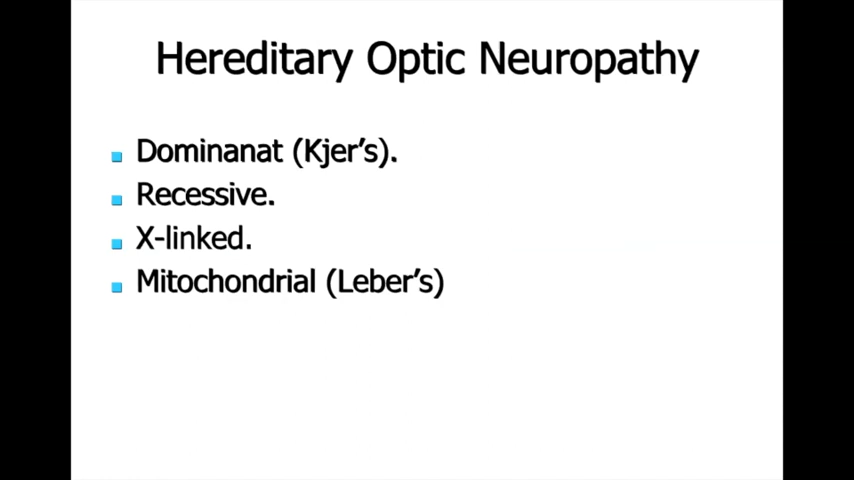 Hereditary Optic Neuropathy
Dominanat (Kjer's).
Recessive.
X-linked.
Mitochondrial (Leber's)